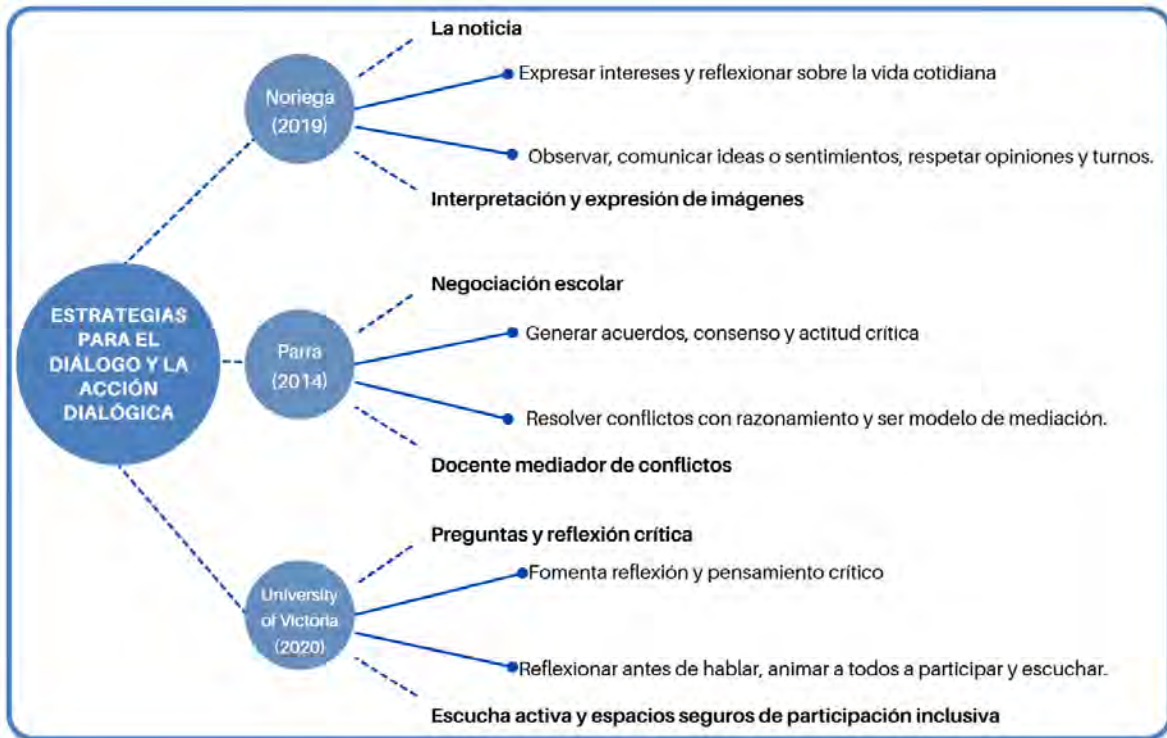 La noticia
Noriega
(2019)
Expresar intereses y reflexionar sobre la vida cotidiana
Observar, comunicar ideas o sentimientos, respetar opiniones y turnos.
Interpretación y expresión de imágenes
ESTRATEGIAS
PARA EL
DIÁLOGO Y LA
ACCIÓN
DIALÓGICA
Negociación escolar
Parra
(2014)
Generar acuerdos, consenso y actitud crítica
Resolver conflictos con razonamiento y ser modelo de mediación.
Docente mediador de conflictos
Preguntas y reflexión crítica
University
of Victoria
(2020)
Fomenta reflexión y pensamiento crítico
Reflexionar antes de hablar, animar a todos a participar y escuchar.
Escucha activa y espacios seguros de participación inclusiva